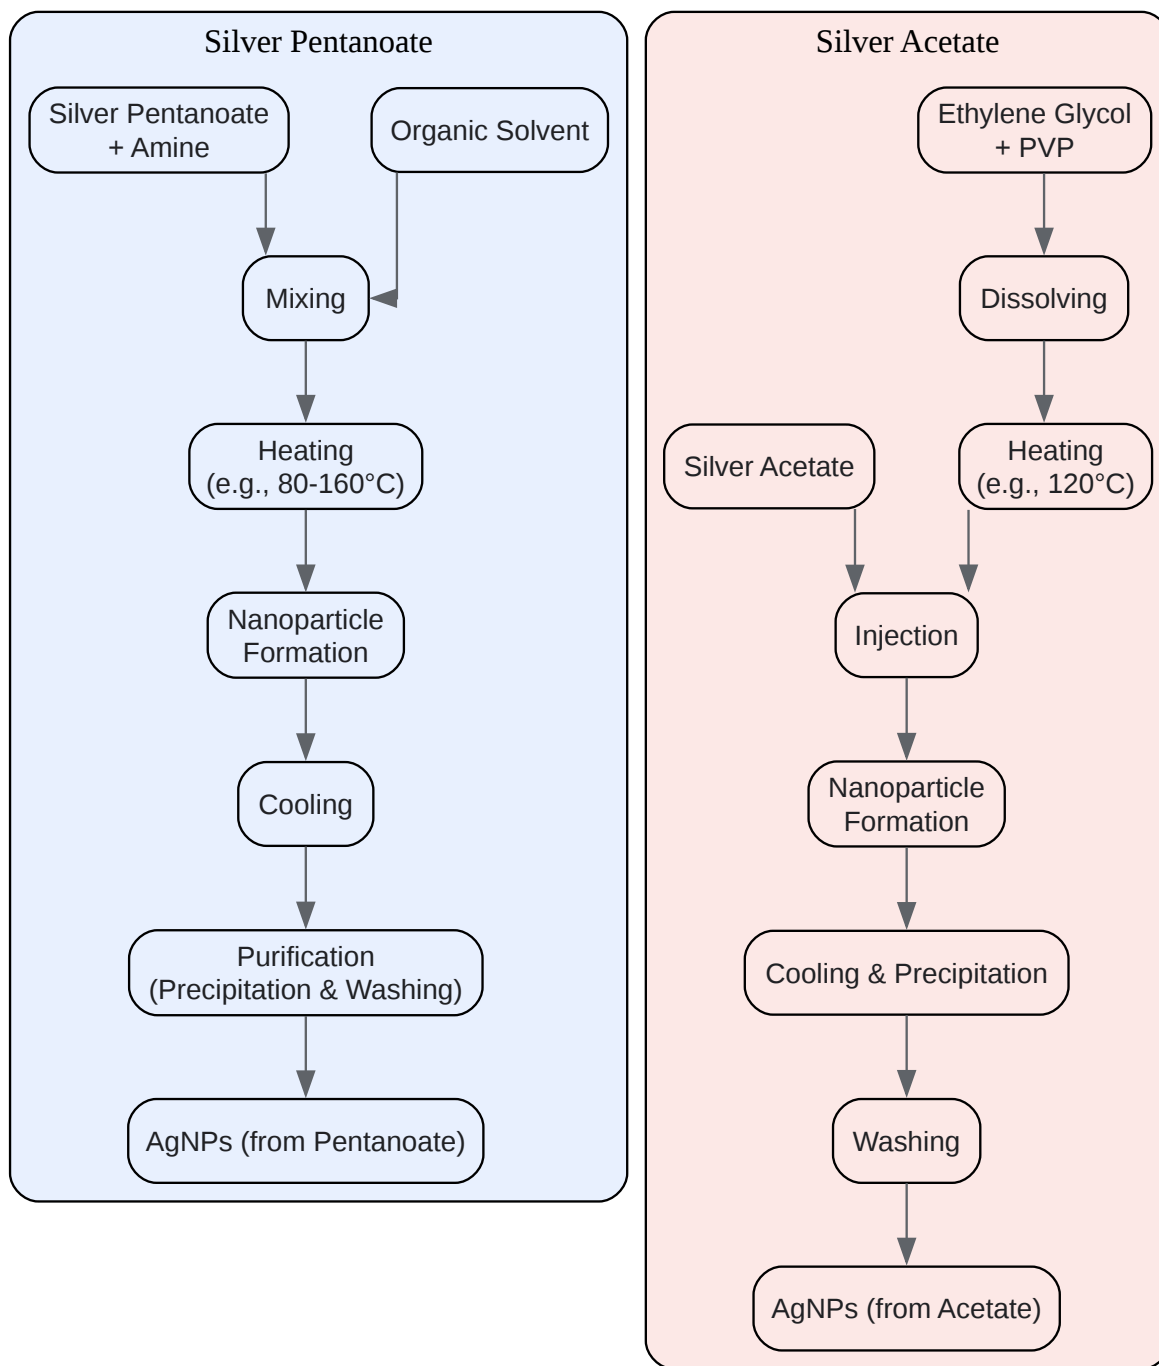 Silver Pentanoate
Silver Pentanoate
+ Amine
Organic Solvent
Mixing
Heating
(e.g., 80-160°C)
Nanoparticle
Formation
Cooling
Purification
(Precipitation & Washing)
AgNPs (from Pentanoate)
Silver Acetate
Ethylene Glycol
+ PVP
Dissolving
Silver Acetate
Heating
(e.g., 120°C)
Injection
Nanoparticle
Formation
Cooling & Precipitation
Washing
AgNPs (from Acetate)